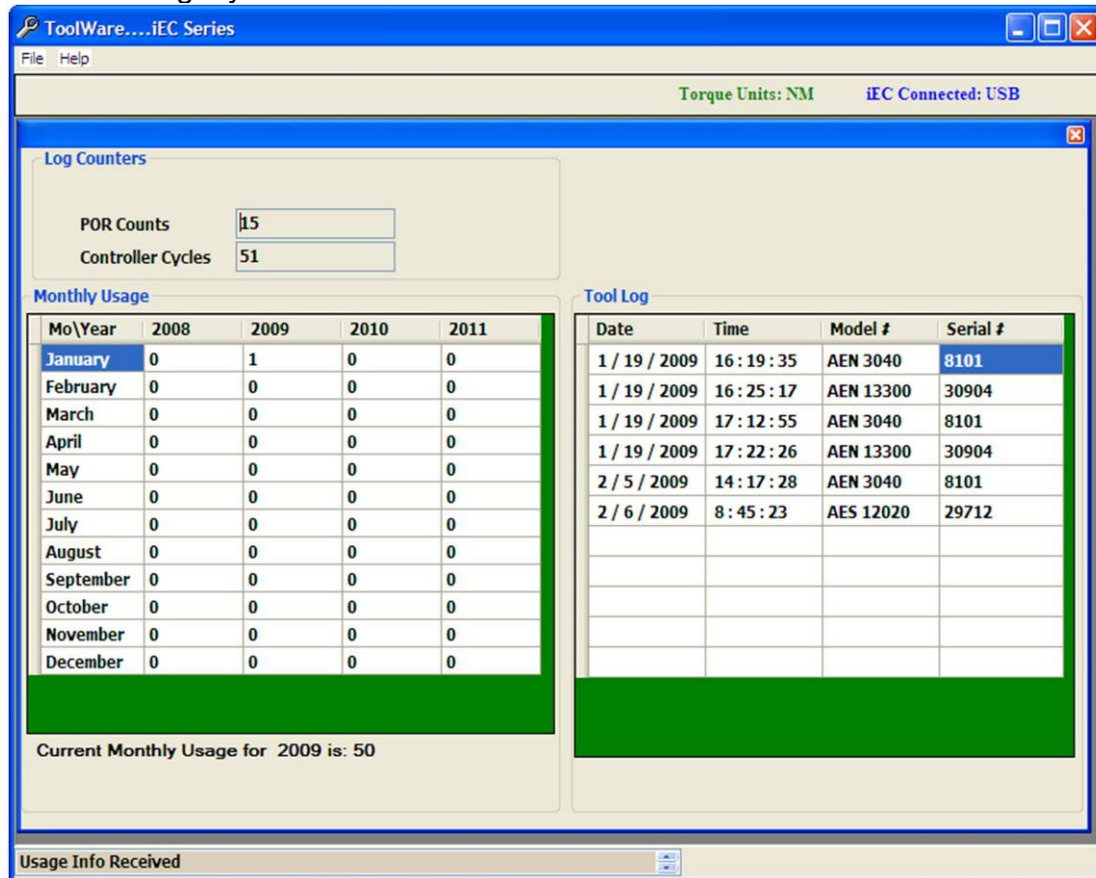 ToolWare....iEC Series
File Help
Torque Units: NM iEC Connected: USB
Log Counters
POR Counts 15
Controller Cycles 51
Monthly Usage
Mo\Year 2008 2009 2010 2011
January 0 1 0 0
February 0 0 0 0
March 0 0 0 0
April 0 0 0 0
May 0 0 0 0
June 0 0 0 0
July 0 0 0 0
August 0 0 0 0
September 0 0 0 0
October 0 0 0 0
November 0 0 0 0
December 0 0 0 0
Current Monthly Usage for 2009 is: 50
Tool Log
Date Time Model # Serial #
1 / 19 / 2009 16 : 19 : 35 AEN 3040 8101
1 / 19 / 2009 16 : 25 : 17 AEN 13300 30904
1 / 19 / 2009 17 : 12 : 55 AEN 3040 8101
1 / 19 / 2009 17 : 22 : 26 AEN 13300 30904
2 / 5 / 2009 14 : 17 : 28 AEN 3040 8101
2 / 6 / 2009 8 : 45 : 23 AES 12020 29712
Usage Info Received